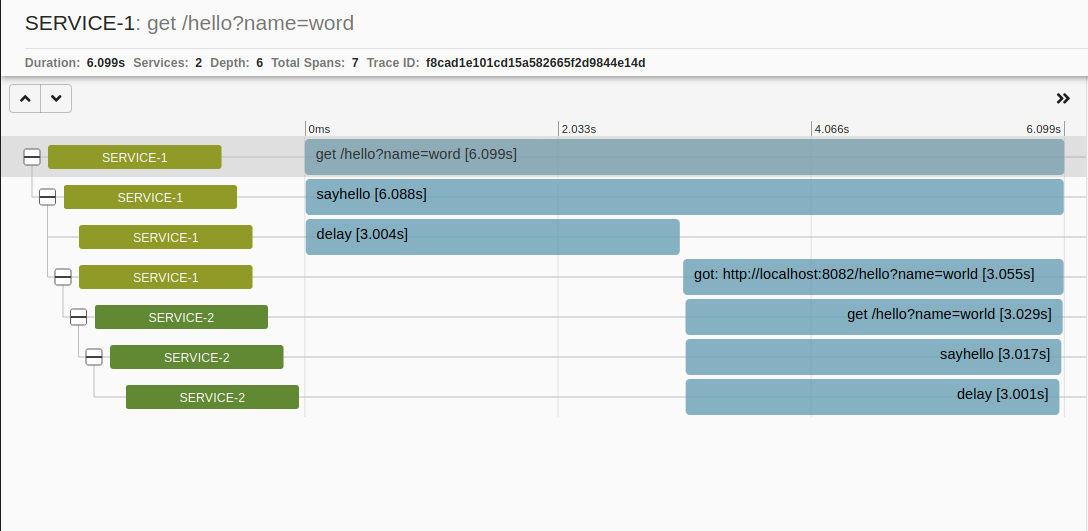 SERVICE-1: get /hello?name=word
Duration: 6.099s Services: 2 Depth: 6 Total Spans: 7 Trace ID: f8cad1e101cd15a582665f2d9844e14d
0ms 2.033s 4.066s 6.099s
SERVICE-1 get /hello?name=word [6.099s]
SERVICE-1 sayhello [6.088s]
SERVICE-1 delay [3.004s]
SERVICE-1 got: http://localhost:8082/hello?name=world [3.055s]
SERVICE-2 get /hello?name=world [3.029s]
SERVICE-2 sayhello [3.017s]
SERVICE-2 delay [3.001s]